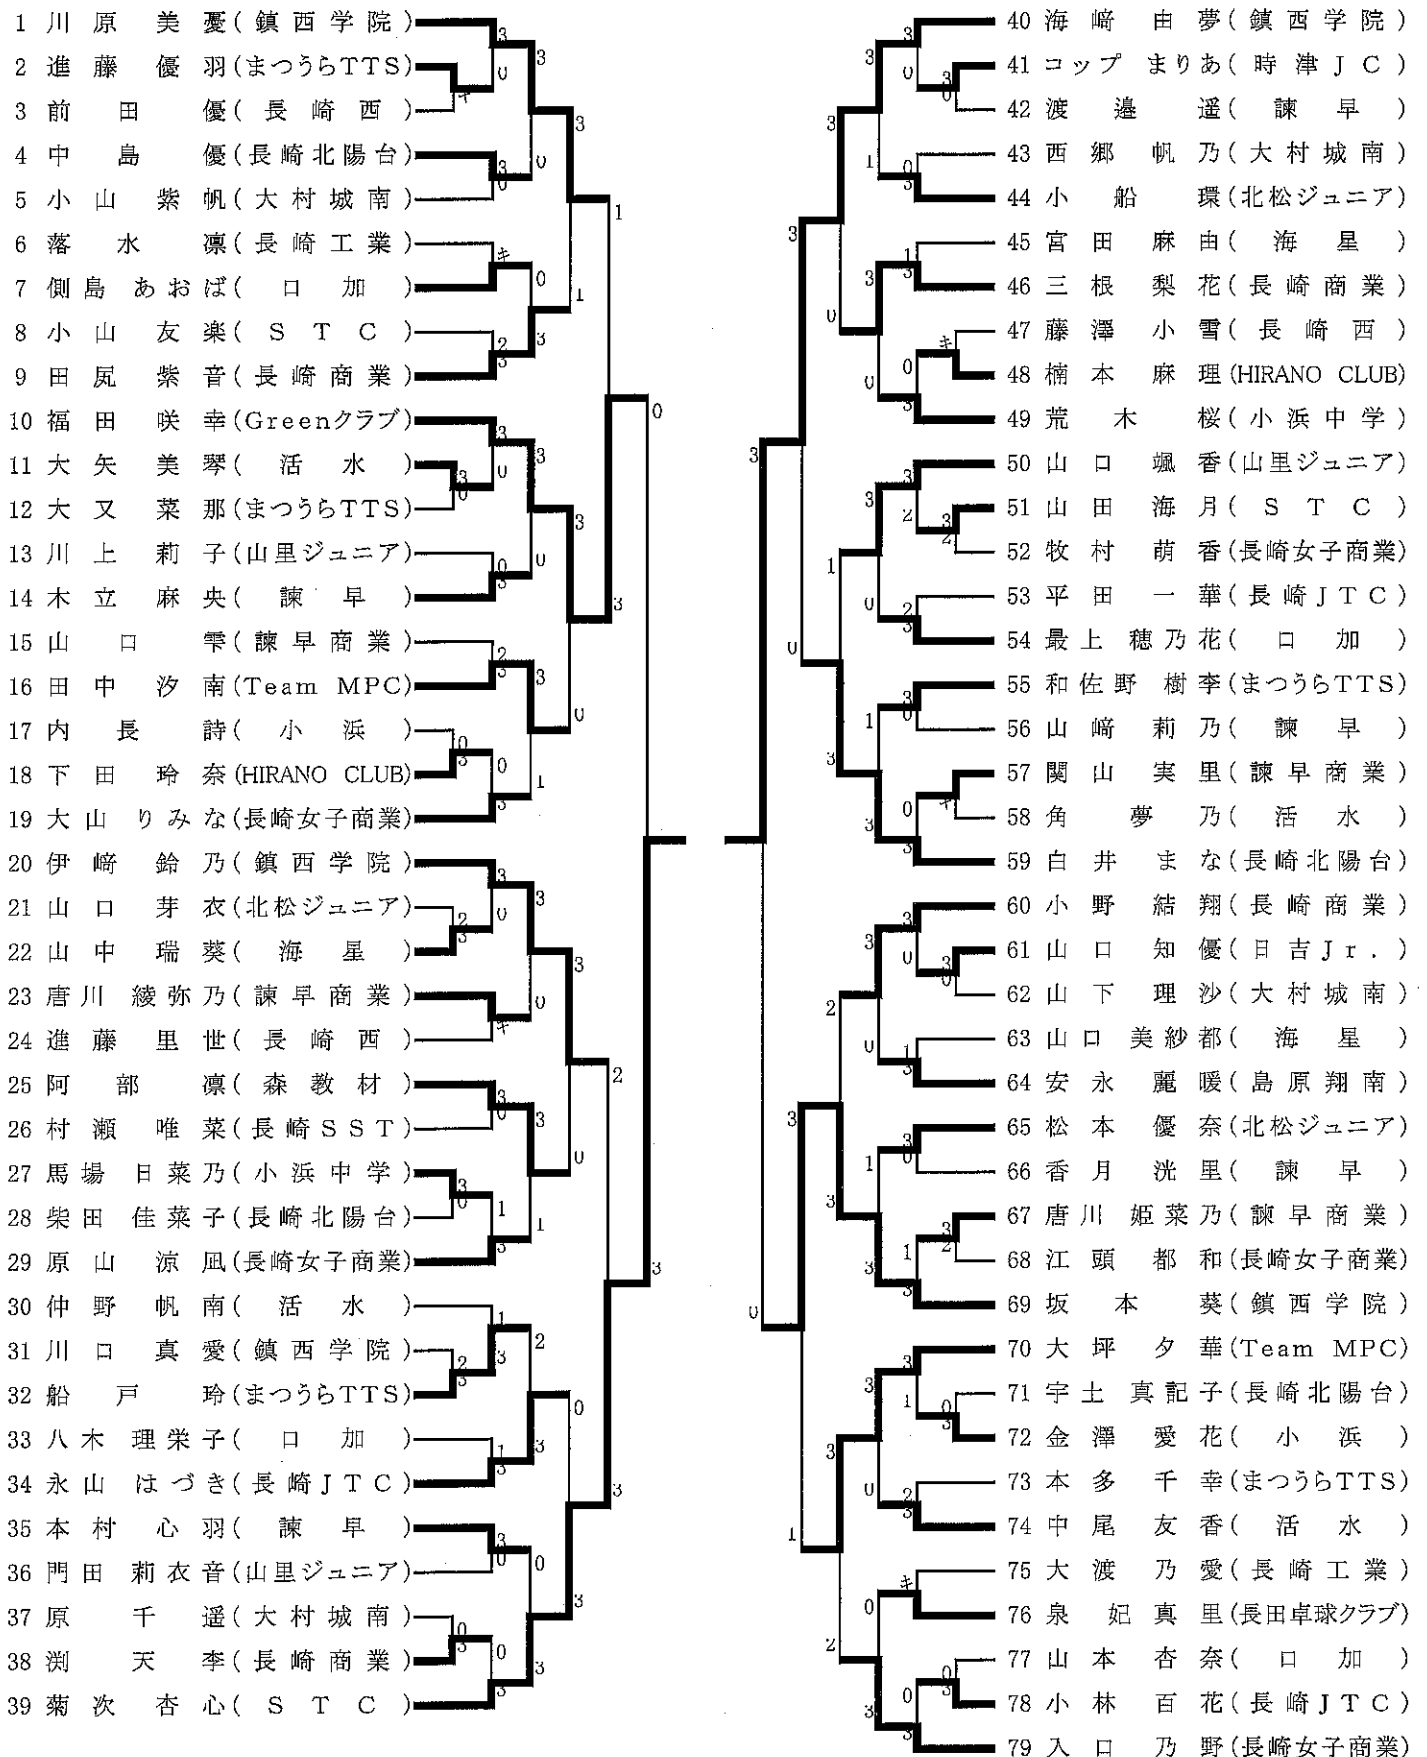 1 川原 美憂(鎮西学院)
2 進藤 優羽(まつうらTTS)
3 前田 優(長崎西)
4 中島 優(長崎北陽台)
5 小山 紫帆(大村城南)
6 落水 凛(長崎工業)
7 側島 あおば(口加)
8 小山 友楽(STC)
9 田尻 紫音(長崎商業)
10 福田 咲幸(Greenクラブ)
11 大矢 美琴(活水)
12 大又 菜那(まつうらTTS)
13 川上 莉子(山里ジュニア)
14 木立 麻央(諫早)
15 山口 雫(諫早商業)
16 田中 汐南(Team MPC)
17 内長 詩(小浜)
18 下田 玲奈(HIRANO CLUB)
19 大山 りみな(長崎女子商業)
20 伊﨑 鈴乃(鎮西学院)
21 山口 芽衣(北松ジュニア)
22 山中 瑞葵(海星)
23 唐川 綾弥乃(諫早商業)
24 進藤 里世(長崎西)
25 阿部 凛(森教材)
26 村瀬 唯菜(長崎SST)
27 馬場 日菜乃(小浜中学)
28 柴田 佳菜子(長崎北陽台)
29 原山 涼凪(長崎女子商業)
30 仲野 帆南(活水)
31 川口 真愛(鎮西学院)
32 船戸 玲(まつうらTTS)
33 八木 理栄子(口加)
34 永山 はづき(長崎JTC)
35 本村 心羽(諫早)
36 門田 莉衣音(山里ジュニア)
37 原 千遥(大村城南)
38 渕 天李(長崎商業)
39 菊次 杏心(STC)
40 海﨑 由夢(鎮西学院)
41 コップ まりあ(時津JC)
42 渡邉 遥(諫早)
43 西郷 帆乃(大村城南)
44 小船 環(北松ジュニア)
45 宮田 麻由(海星)
46 三根 梨花(長崎商業)
47 藤澤 小雪(長崎西)
48 楠本 麻理(HIRANO CLUB)
49 荒木 桜(小浜中学)
50 山口 颯香(山里ジュニア)
51 山田 海月(STC)
52 牧村 萌香(長崎女子商業)
53 平田 一華(長崎JTC)
54 最上 穂乃花(口加)
55 和佐野 樹李(まつうらTTS)
56 山﨑 莉乃(諫早)
57 関山 実里(諫早商業)
58 角 夢乃(活水)
59 白井 まな(長崎北陽台)
60 小野 結翔(長崎商業)
61 山口 知優(日吉Jr.)
62 山下 理沙(大村城南)
63 山口 美紗都(海星)
64 安永 麗暖(島原翔南)
65 松本 優奈(北松ジュニア)
66 香月 洸里(諫早)
67 唐川 姫菜乃(諫早商業)
68 江頭 都和(長崎女子商業)
69 坂本 葵(鎮西学院)
70 大坪 夕華(Team MPC)
71 宇土 真記子(長崎北陽台)
72 金澤 愛花(小浜)
73 本多 千幸(まつうらTTS)
74 中尾 友香(活水)
75 大渡 乃愛(長崎工業)
76 泉 妃真里(長田卓球クラブ)
77 山本 杏奈(口加)
78 小林 百花(長崎JTC)
79 入口 乃野(長崎女子商業)